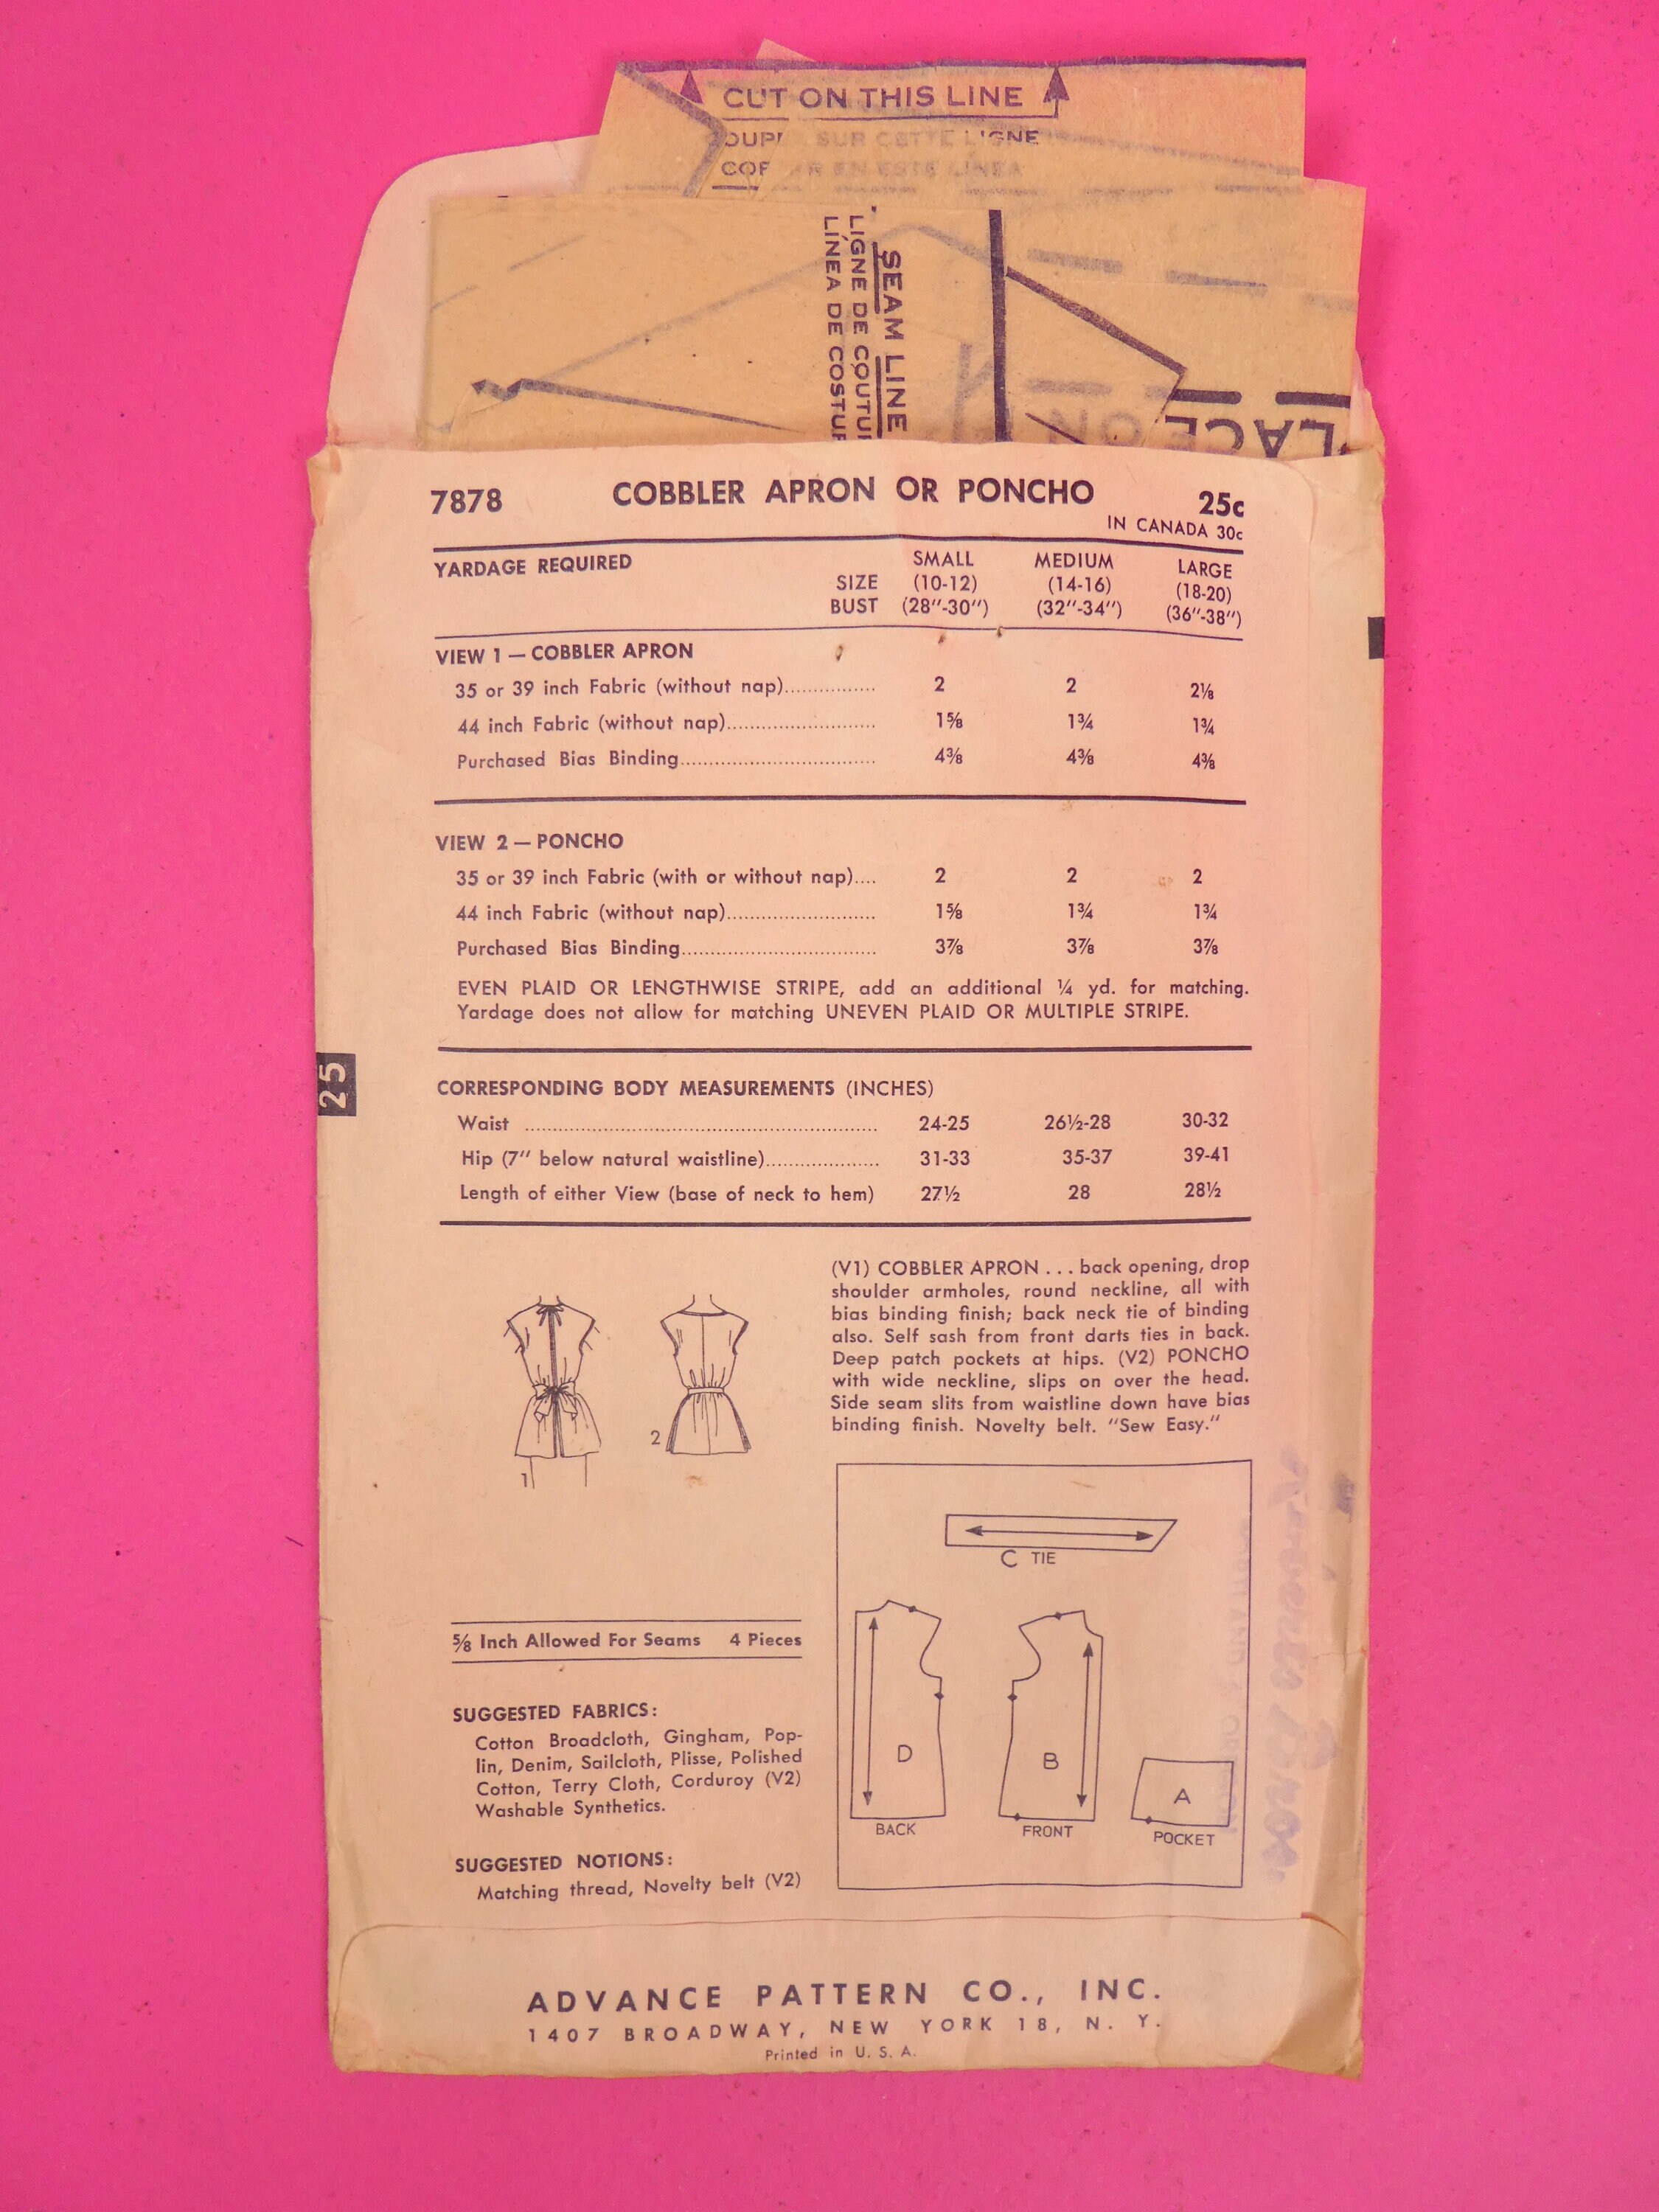 CUT ON THIS LINE
SUR CETTE LIGNE
EN ESTE LINEA
SEAM LINE
LIGNE DE
LÍNEA DE
7878 COBBLER APRON OR PONCHO 25c
IN CANADA 30c
YARDAGE REQUIRED SMALL MEDIUM LARGE
SIZE (10-12) (14-16) (18-20)
BUST (28"-30") (32"-34") (36"-38")
VIEW 1 — COBBLER APRON
35 or 39 inch Fabric (without nap)................ 2 2 2⅛
44 inch Fabric (without nap).......................... 1⅝ 1¾ 1¾
Purchased Bias Binding.................................. 4⅜ 4⅜ 4⅜
VIEW 2 — PONCHO
35 or 39 inch Fabric (with or without nap).... 2 2 2
44 inch Fabric (without nap).......................... 1⅝ 1¾ 1¾
Purchased Bias Binding.................................. 3⅞ 3⅞ 3⅞
EVEN PLAID OR LENGTHWISE STRIPE, add an additional ¼ yd. for matching.
Yardage does not allow for matching UNEVEN PLAID OR MULTIPLE STRIPE.
25
CORRESPONDING BODY MEASUREMENTS (INCHES)
Waist .............................................................. 24-25 26½-28 30-32
Hip (7" below natural waistline).................... 31-33 35-37 39-41
Length of either View (base of neck to hem) 27½ 28 28½
(V1) COBBLER APRON . . . back opening, drop
shoulder armholes, round neckline, all with
bias binding finish; back neck tie of binding
also. Self sash from front darts ties in back.
Deep patch pockets at hips. (V2) PONCHO
with wide neckline, slips on over the head.
Side seam slits from waistline down have bias
binding finish. Novelty belt. "Sew Easy."
1
2
C TIE
D
BACK
B
FRONT
A
POCKET
⅝ Inch Allowed For Seams 4 Pieces
SUGGESTED FABRICS:
Cotton Broadcloth, Gingham, Pop-
lin, Denim, Sailcloth, Plisse, Polished
Cotton, Terry Cloth, Corduroy (V2)
Washable Synthetics.
SUGGESTED NOTIONS:
Matching thread, Novelty belt (V2)
ADVANCE PATTERN CO., INC.
1407 BROADWAY, NEW YORK 18, N. Y.
Printed in U. S. A.